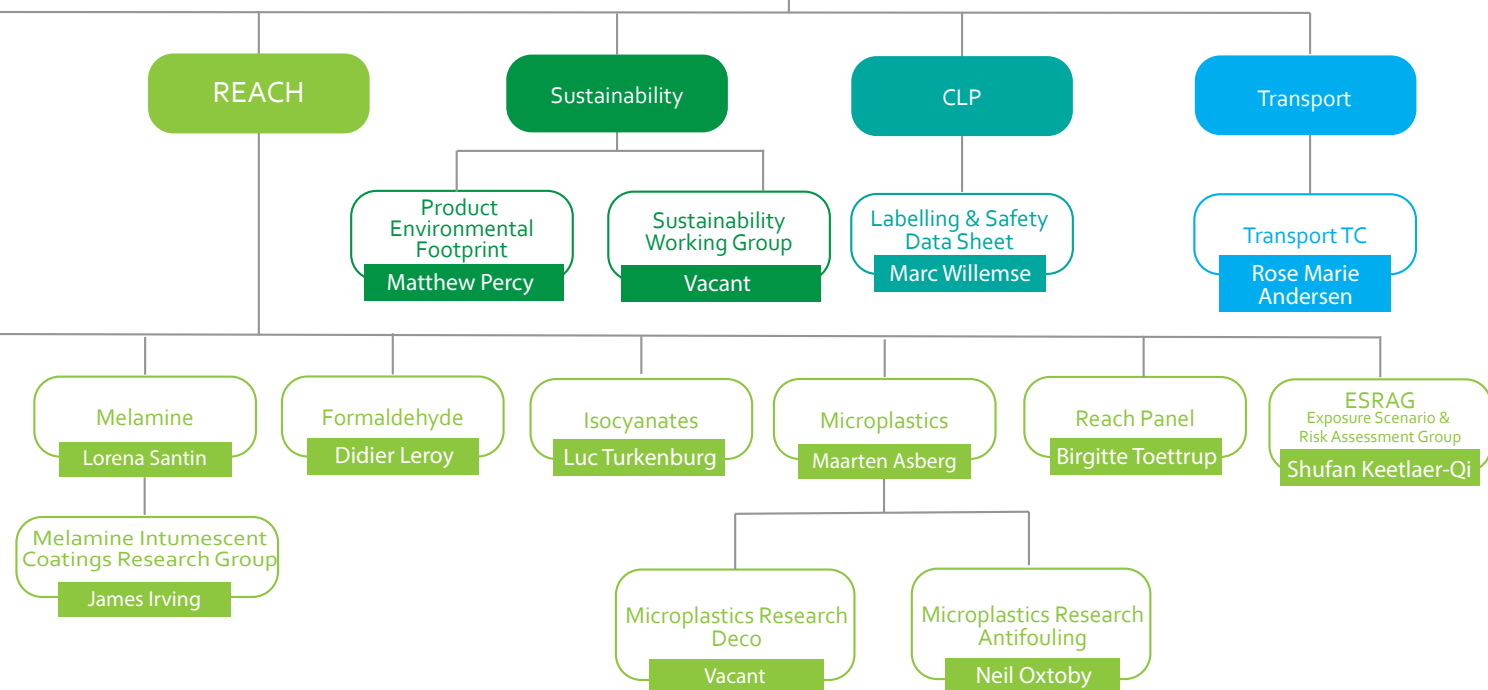 REACH
Sustainability
CLP
Transport
Product
Environmental
Footprint
Matthew Percy
Sustainability
Working Group
Vacant
Labelling & Safety
Data Sheet
Marc Willemse
Transport TC
Rose Marie
Andersen
Melamine
Lorena Santin
Formaldehyde
Didier Leroy
Isocyanates
Luc Turkenburg
Microplastics
Maarten Asberg
Reach Panel
Birgitte Toettrup
ESRAG
Exposure Scenario &
Risk Assessment Group
Shufan Keetlaer-Qi
Melamine Intumescent
Coatings Research Group
James Irving
Microplastics Research
Deco
Vacant
Microplastics Research
Antifouling
Neil Oxtoby